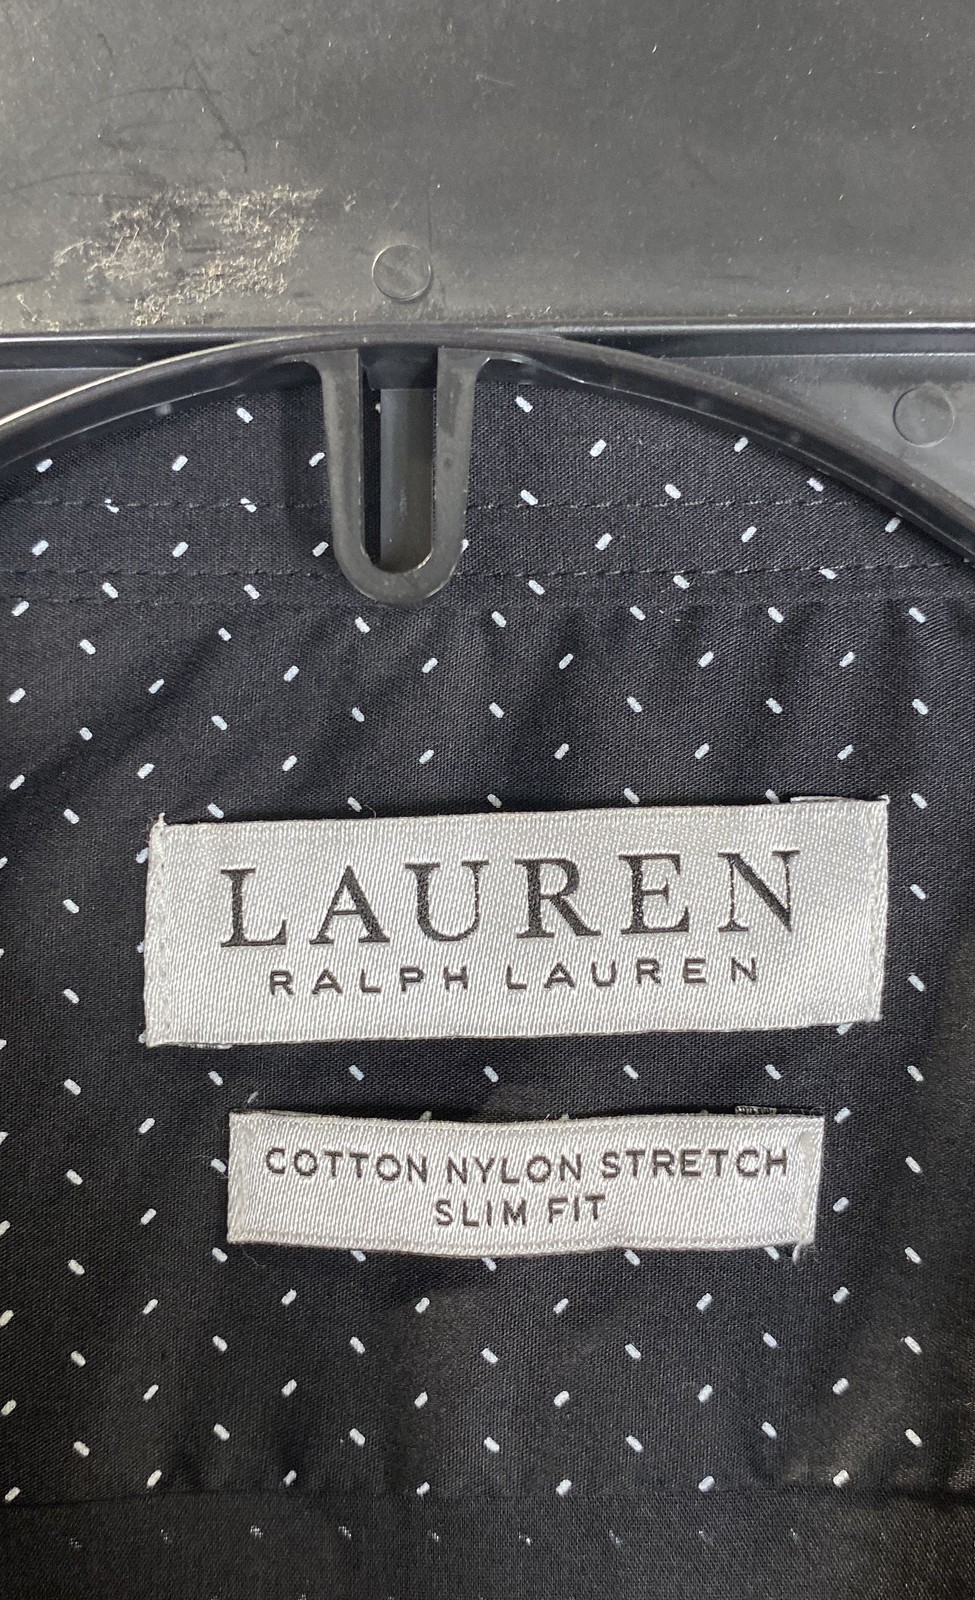 LAUREN
RALPH LAUREN
COTTON NYLON STRETCH
SLIM FIT